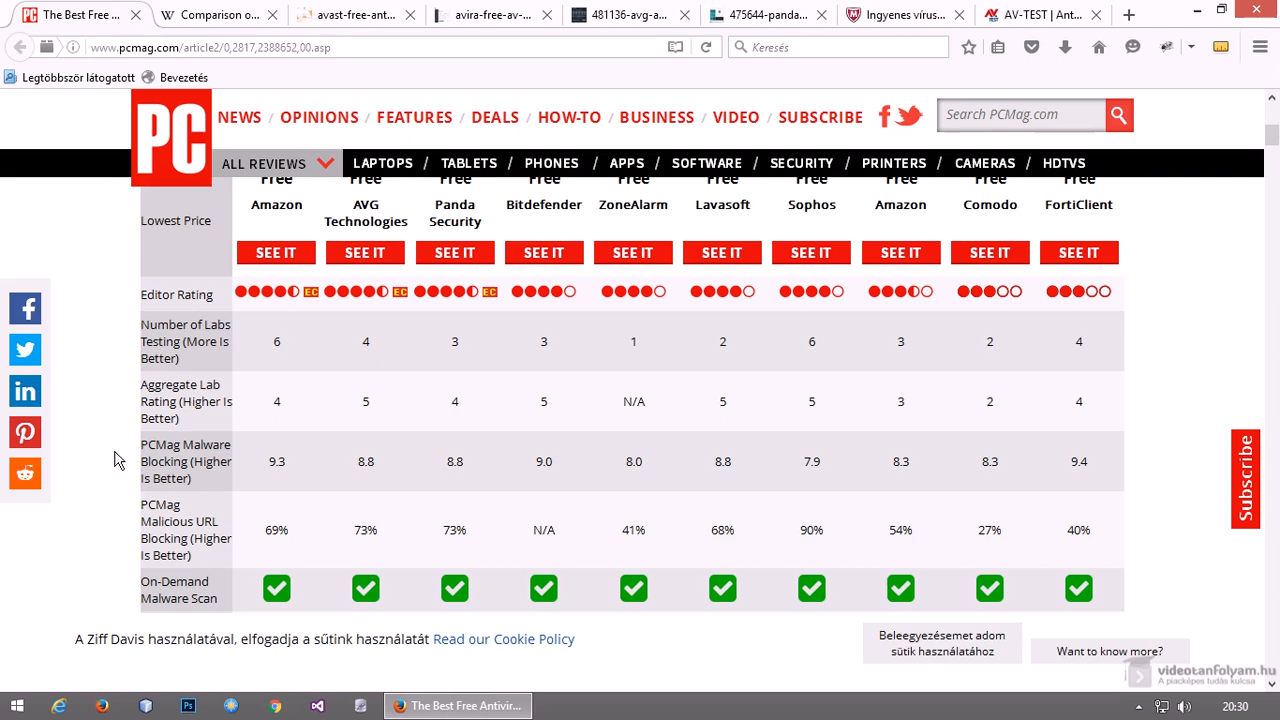 The Best Free ...
Comparison o...
avast-free-ant...
avira-free-av-...
481136-avg-a...
475644-panda...
Ingyenes vírus...
AV-TEST | Ant...
www.pcmag.com/article2/0,2817,2388652,00.asp
Keresés
Legtöbbször látogatott
Bevezetés
PC
NEWS OPINIONS FEATURES DEALS HOW-TO BUSINESS VIDEO SUBSCRIBE
Search PCMag.com
ALL REVIEWS LAPTOPS / TABLETS / PHONES / APPS / SOFTWARE / SECURITY / PRINTERS / CAMERAS / HDTVS
Free Free Free Free Free Free Free Free Free Free
Lowest Price
Amazon
AVG
Technologies
Panda
Security
Bitdefender
ZoneAlarm
Lavasoft
Sophos
Amazon
Comodo
FortiClient
SEE IT SEE IT SEE IT SEE IT SEE IT SEE IT SEE IT SEE IT SEE IT SEE IT
Editor Rating
EC EC EC
Number of Labs
Testing (More Is
Better)
6 4 3 3 1 2 6 3 2 4
Aggregate Lab
Rating (Higher Is
Better)
4 5 4 5 N/A 5 5 3 2 4
PCMag Malware
Blocking (Higher
Is Better)
9.3 8.8 8.8 8.0 8.8 8.3 8.3 9.4
PCMag
Malicious URL
Blocking (Higher
Is Better)
69% 73% 73% N/A 41% 68% 90% 54% 27% 40%
On-Demand
Malware Scan
Subscribe
A Ziff Davis használatával, elfogadja a sütink használatát Read our Cookie Policy
Beleegyezésemet adom
sütik használatához
Want to know more?
videotanfolyam.hu
A piacképes tudás kulcsa
The Best Free Antivir...
20:30